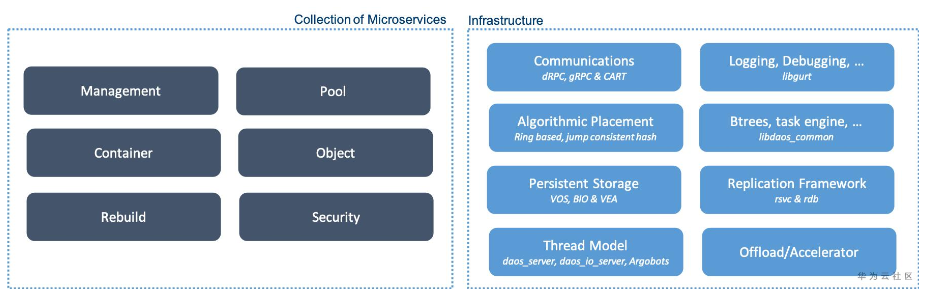 Collection of Microservices
Management
Pool
Container
Object
Rebuild
Security
Infrastructure
Communications
dRPC, gRPC & CART
Logging, Debugging, ...
libgurt
Algorithmic Placement
Ring based, jump consistent hash
Btrees, task engine, ...
libdaos_common
Persistent Storage
VOS, BIO & VEA
Replication Framework
rsvc & rdb
Thread Model
daos_server, daos_io_server, Argobots
Offload/Accelerator
华为云社区